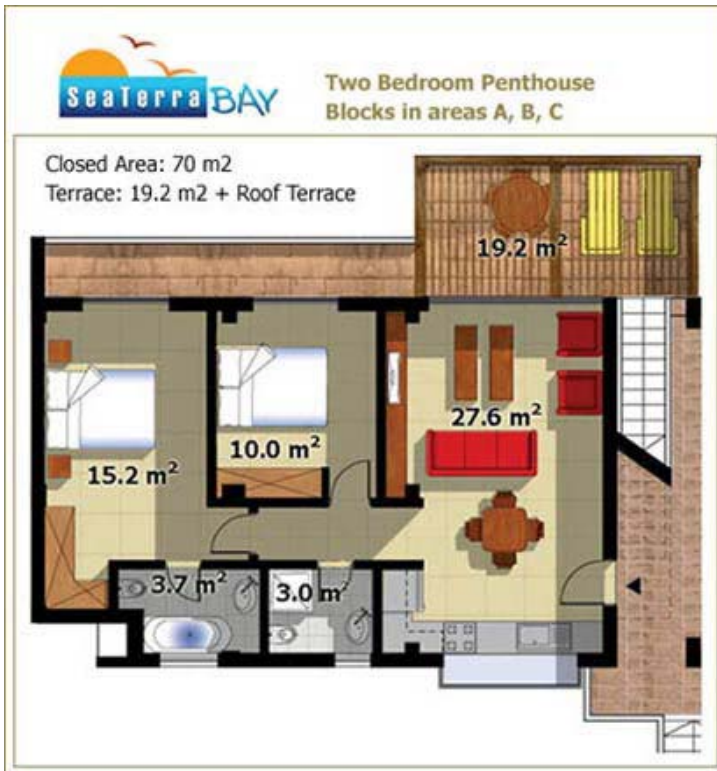 SeaTerra BAY
Two Bedroom Penthouse
Blocks in areas A, B, C
Closed Area: 70 m2
Terrace: 19.2 m2 + Roof Terrace
19.2 m²
27.6 m²
10.0 m²
15.2 m²
3.7 m²
3.0 m²